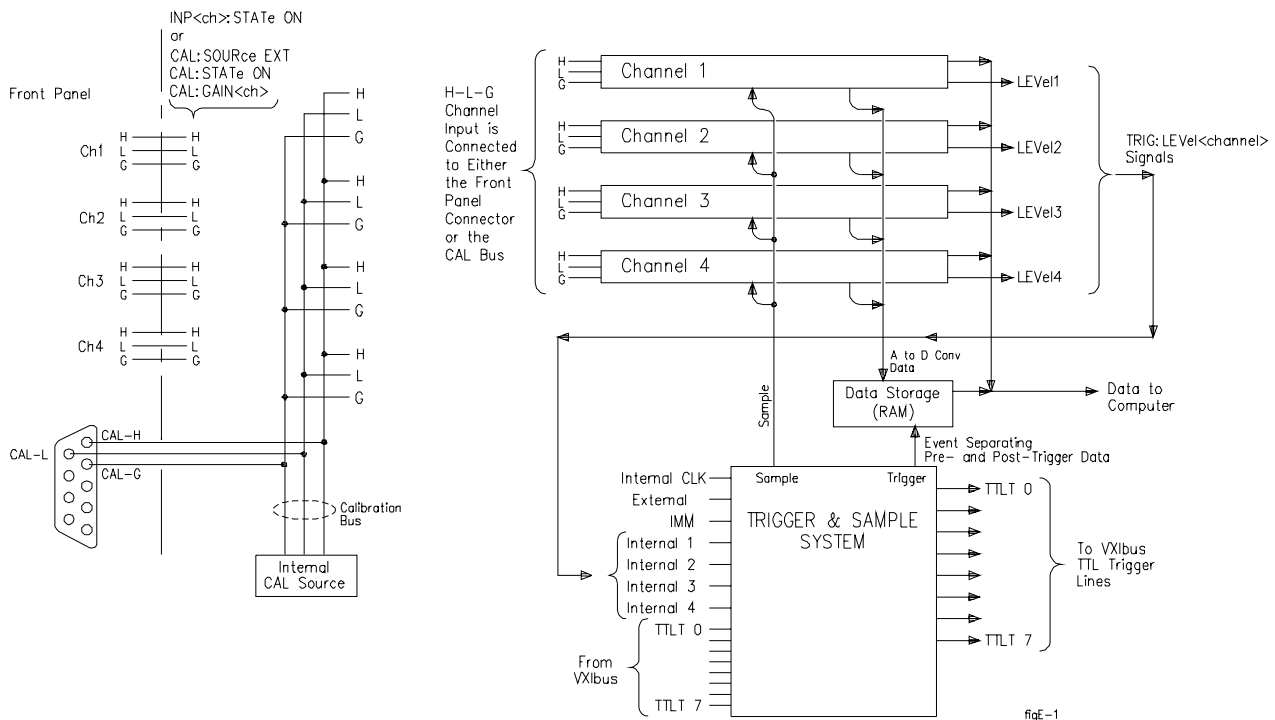 INP<ch>:STATe ON
or
CAL:SOURce EXT
CAL:STATe ON
CAL:GAIN<ch>
Front Panel
H
L
G
Ch1
H H
L L
G G
H
L
G
Ch2
H H
L L
G G
H
L
G
Ch3
H H
L L
G G
H
L
G
Ch4
H H
L L
G G
CAL-H
CAL-L
CAL-G
Calibration
Bus
Internal
CAL Source
H-L-G
Channel
Input is
Connected
to Either
the Front
Panel
Connector
or the
CAL Bus
H
L
G
Channel 1
LEVel1
H
L
G
Channel 2
LEVel2
H
L
G
Channel 3
LEVel3
H
L
G
Channel 4
LEVel4
TRIG:LEVel<channel>
Signals
Sample
A to D Conv
Data
Data Storage
(RAM)
Data to
Computer
Event Separating
Pre- and Post-Trigger Data
Internal CLK
External
IMM
Internal 1
Internal 2
Internal 3
Internal 4
TTLT 0
From
VXIbus
TTLT 7
Sample
Trigger
TRIGGER & SAMPLE
SYSTEM
TTLT 0
To VXIbus
TTL Trigger
Lines
TTLT 7
figE-1